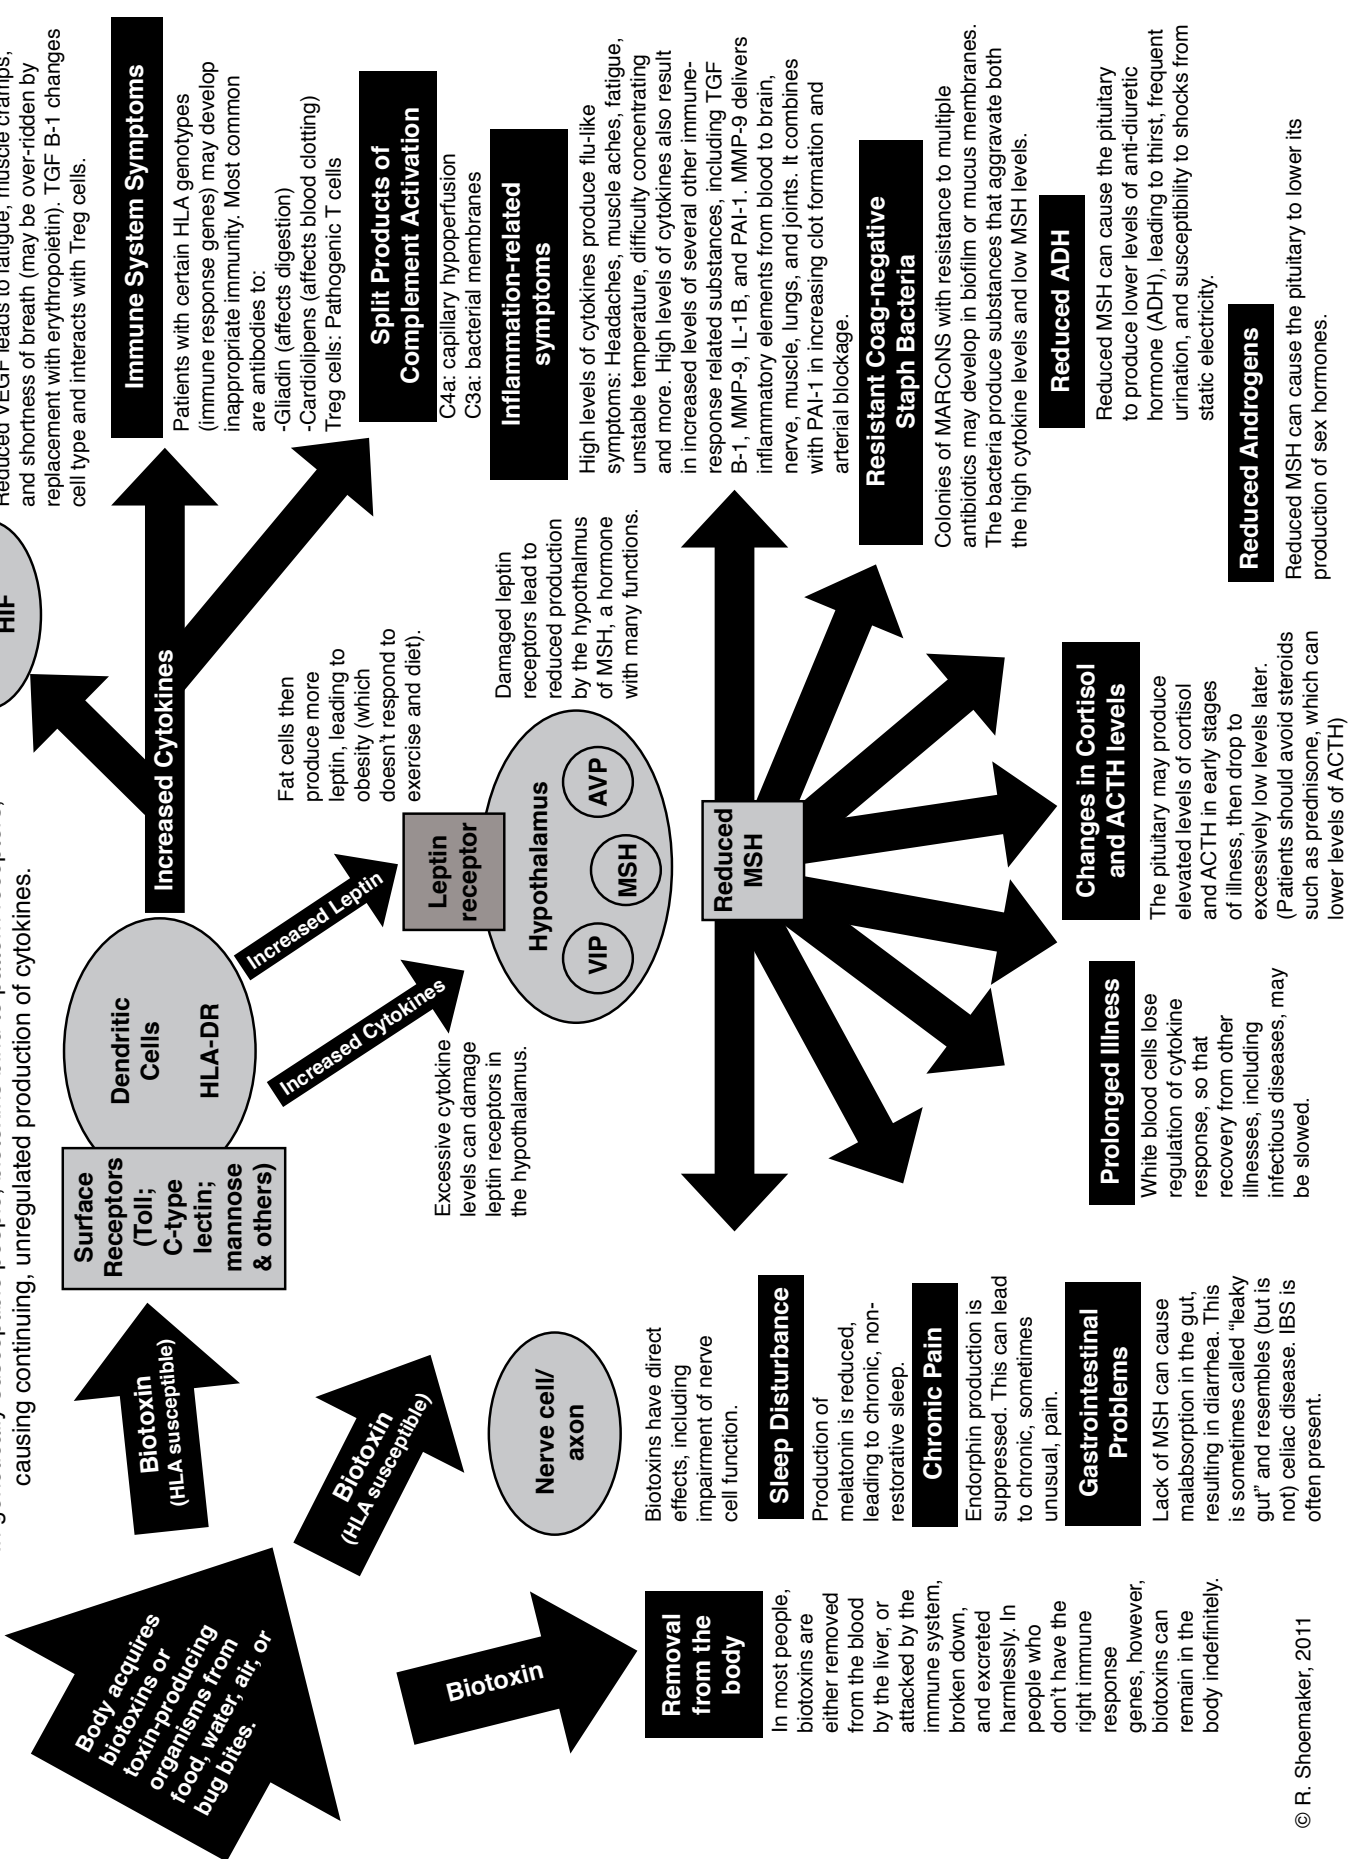 causing continuing, unregulated production of cytokines.
HIF
Reduced VEGF leads to fatigue, muscle cramps,
and shortness of breath (may be over-ridden by
replacement with erythropoietin). TGF B-1 changes
cell type and interacts with Treg cells.
Body acquires
biotoxins or
toxin-producing
organisms from
food, water, air, or
bug bites.
Biotoxin
(HLA susceptible)
Surface
Receptors
(Toll;
C-type
lectin;
mannose
& others)
Dendritic
Cells
HLA-DR
Increased Cytokines
Immune System Symptoms
Patients with certain HLA genotypes
(immune response genes) may develop
inappropriate immunity. Most common
are antibodies to:
-Gliadin (affects digestion)
-Cardiolipens (affects blood clotting)
Treg cells: Pathogenic T cells
Split Products of
Complement Activation
C4a: capillary hypoperfusion
C3a: bacterial membranes
Biotoxin
(HLA susceptible)
Increased Cytokines
Increased Leptin
Fat cells then
produce more
leptin, leading to
obesity (which
doesn't respond to
exercise and diet).
Excessive cytokine
levels can damage
leptin receptors in
the hypothalamus.
Leptin
receptor
Hypothalamus
VIP
MSH
AVP
Damaged leptin
receptors lead to
reduced production
by the hypothalmus
of MSH, a hormone
with many functions.
Inflammation-related
symptoms
High levels of cytokines produce flu-like
symptoms: Headaches, muscle aches, fatigue,
unstable temperature, difficulty concentrating
and more. High levels of cytokines also result
in increased levels of several other immune-
response related substances, including TGF
B-1, MMP-9, IL-1B, and PAI-1. MMP-9 delivers
inflammatory elements from blood to brain,
nerve, muscle, lungs, and joints. It combines
with PAI-1 in increasing clot formation and
arterial blockage.
Biotoxin
Nerve cell/
axon
Biotoxins have direct
effects, including
impairment of nerve
cell function.
Removal
from the
body
In most people,
biotoxins are
either removed
from the blood
by the liver, or
attacked by the
immune system,
broken down,
and excreted
harmlessly. In
people who
don't have the
right immune
response
genes, however,
biotoxins can
remain in the
body indefinitely.
Reduced
MSH
Sleep Disturbance
Production of
melatonin is reduced,
leading to chronic, non-
restorative sleep.
Chronic Pain
Endorphin production is
suppressed. This can lead
to chronic, sometimes
unusual, pain.
Gastrointestinal
Problems
Lack of MSH can cause
malabsorption in the gut,
resulting in diarrhea. This
is sometimes called "leaky
gut" and resembles (but is
not) celiac disease. IBS is
often present.
Prolonged Illness
White blood cells lose
regulation of cytokine
response, so that
recovery from other
illnesses, including
infectious diseases, may
be slowed.
Changes in Cortisol
and ACTH levels
The pituitary may produce
elevated levels of cortisol
and ACTH in early stages
of illness, then drop to
excessively low levels later.
(Patients should avoid steroids
such as prednisone, which can
lower levels of ACTH)
Resistant Coag-negative
Staph Bacteria
Colonies of MARCoNS with resistance to multiple
antibiotics may develop in biofilm or mucus membranes.
The bacteria produce substances that aggravate both
the high cytokine levels and low MSH levels.
Reduced ADH
Reduced MSH can cause the pituitary
to produce lower levels of anti-diuretic
hormone (ADH), leading to thirst, frequent
urination, and susceptibility to shocks from
static electricity.
Reduced Androgens
Reduced MSH can cause the pituitary to lower its
production of sex hormones.
© R. Shoemaker, 2011